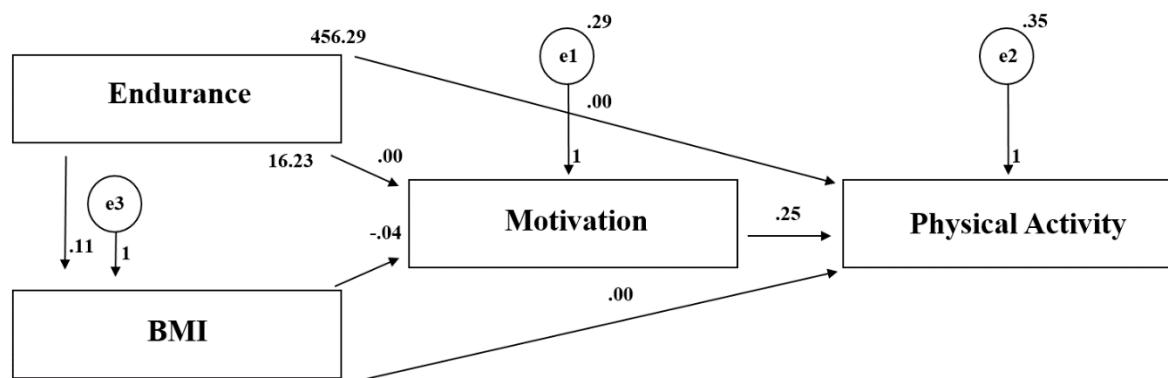 456.29
.29
.35
e1
e2
Endurance
.00
16.23
.00
1
1
e3
Motivation
.25
Physical Activity
-.04
.11
1
.00
BMI